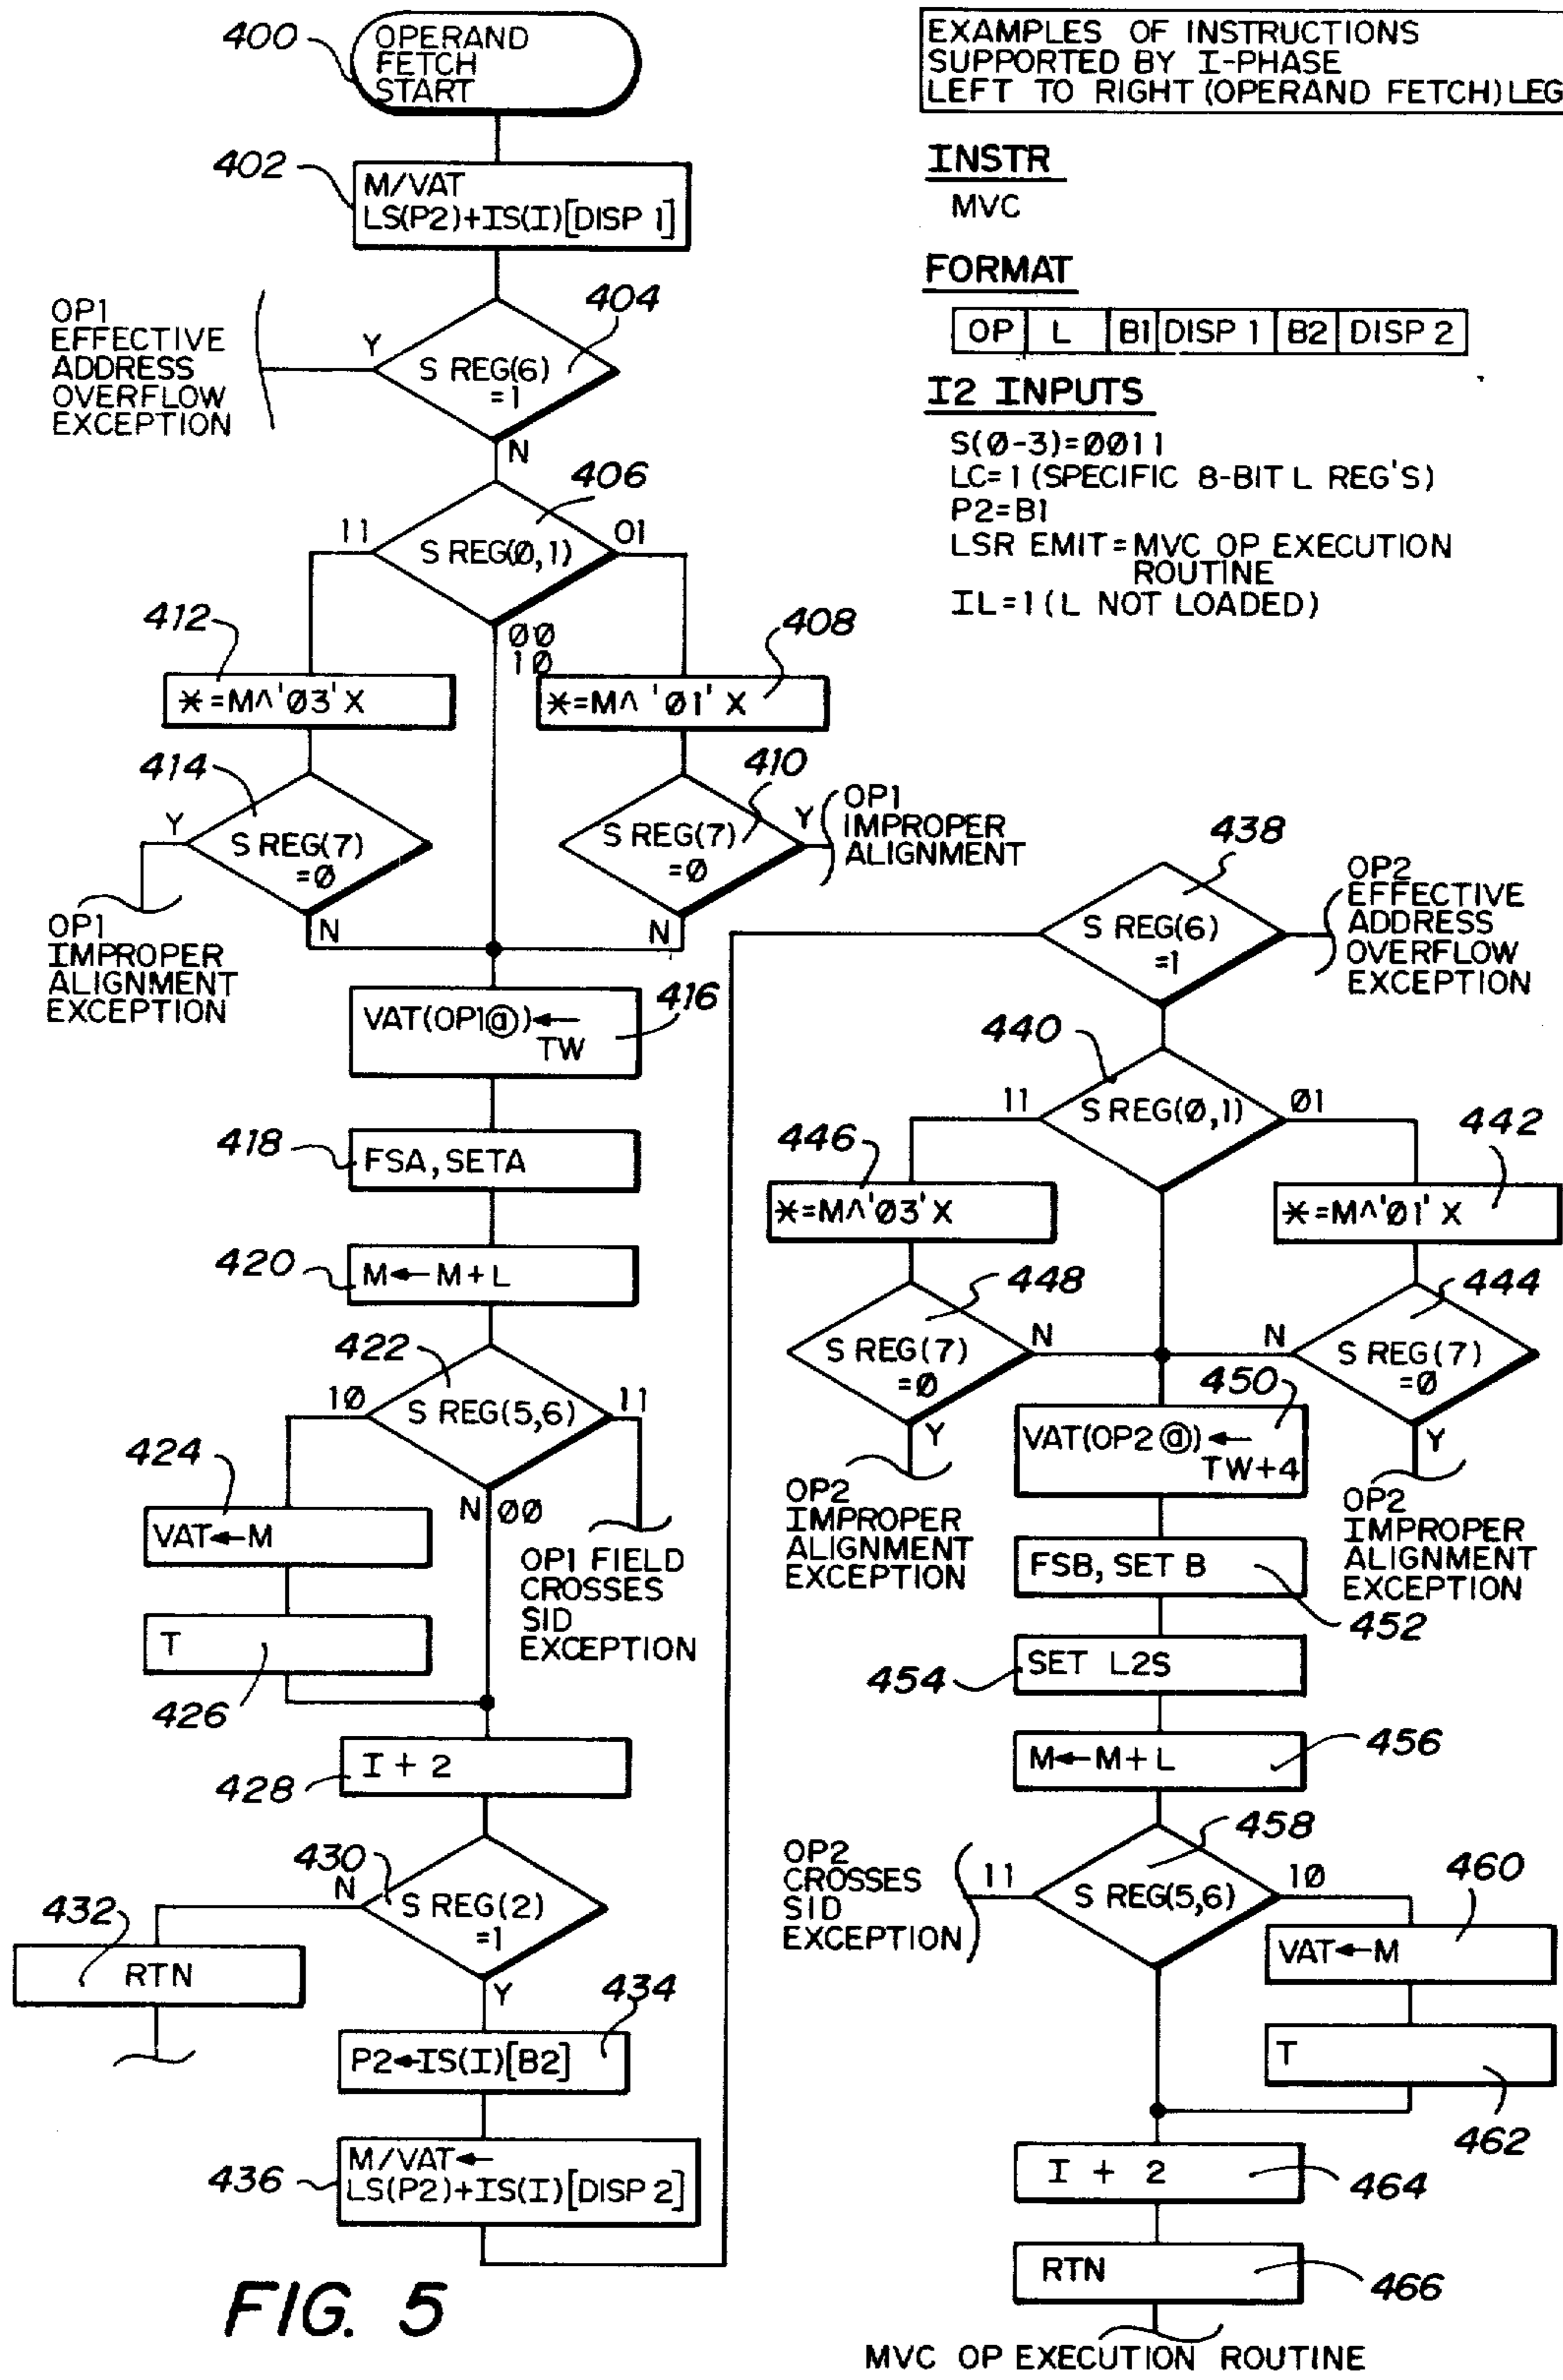 400
OPERAND
FETCH
START
402
M/VAT
LS(P2)+IS(I)[DISP 1]
OP1
EFFECTIVE
ADDRESS
OVERFLOW
EXCEPTION
Y
404
S REG(6)
=1
N
406
11
S REG(Ø,1)
Ø1
ØØ
1Ø
412
*=M∧'Ø3'X
408
*=M∧'Ø1'X
414
Y
S REG(7)
=Ø
N
OP1
IMPROPER
ALIGNMENT
EXCEPTION
410
S REG(7)
=Ø
Y
N
OP1
IMPROPER
ALIGNMENT
VAT(OP1@)←
TW
416
418
FSA, SETA
420
M←M+L
422
1Ø
S REG(5,6)
11
N ØØ
424
VAT←M
T
426
OP1 FIELD
CROSSES
SID
EXCEPTION
I + 2
428
430
N
S REG(2)
=1
Y
432
RTN
434
P2←IS(I)[B2]
436
M/VAT←
LS(P2)+IS(I)[DISP 2]
FIG. 5
EXAMPLES OF INSTRUCTIONS
SUPPORTED BY I-PHASE
LEFT TO RIGHT (OPERAND FETCH) LEG
INSTR
MVC
FORMAT
OP L B1 DISP 1 B2 DISP 2
I2 INPUTS
S(Ø-3)=ØØ11
LC=1 (SPECIFIC 8-BIT L REG'S)
P2=B1
LSR EMIT=MVC OP EXECUTION
ROUTINE
IL=1 (L NOT LOADED)
438
S REG(6)
=1
OP2
EFFECTIVE
ADDRESS
OVERFLOW
EXCEPTION
440
11
S REG(Ø,1)
Ø1
446
*=M∧'Ø3'X
442
*=M∧'Ø1'X
448
S REG(7)
=Ø
N
Y
444
N
S REG(7)
=Ø
Y
OP2
IMPROPER
ALIGNMENT
EXCEPTION
450
VAT(OP2@)←
TW+4
OP2
IMPROPER
ALIGNMENT
EXCEPTION
FSB, SET B
452
454
SET L2S
M←M+L
456
OP2
CROSSES
SID
EXCEPTION
11
458
S REG(5,6)
1Ø
460
VAT←M
T
462
I + 2
464
RTN
466
MVC OP EXECUTION ROUTINE